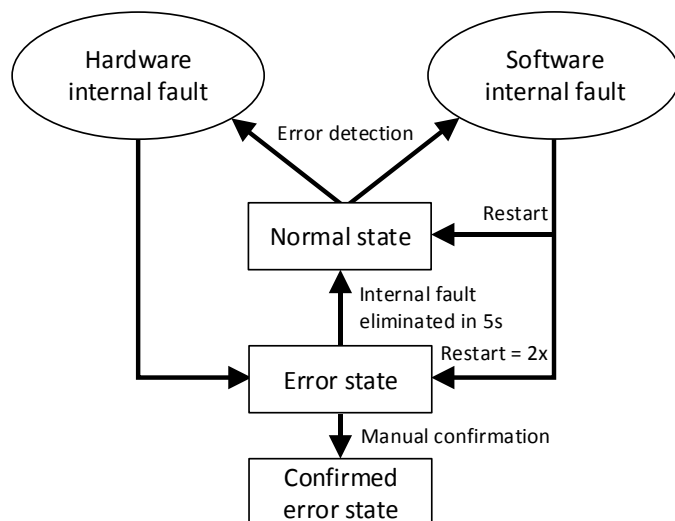 Hardware
internal fault
Software
internal fault
Error detection
Restart
Normal state
Internal fault
eliminated in 5s
Restart = 2x
Error state
Manual confirmation
Confirmed
error state